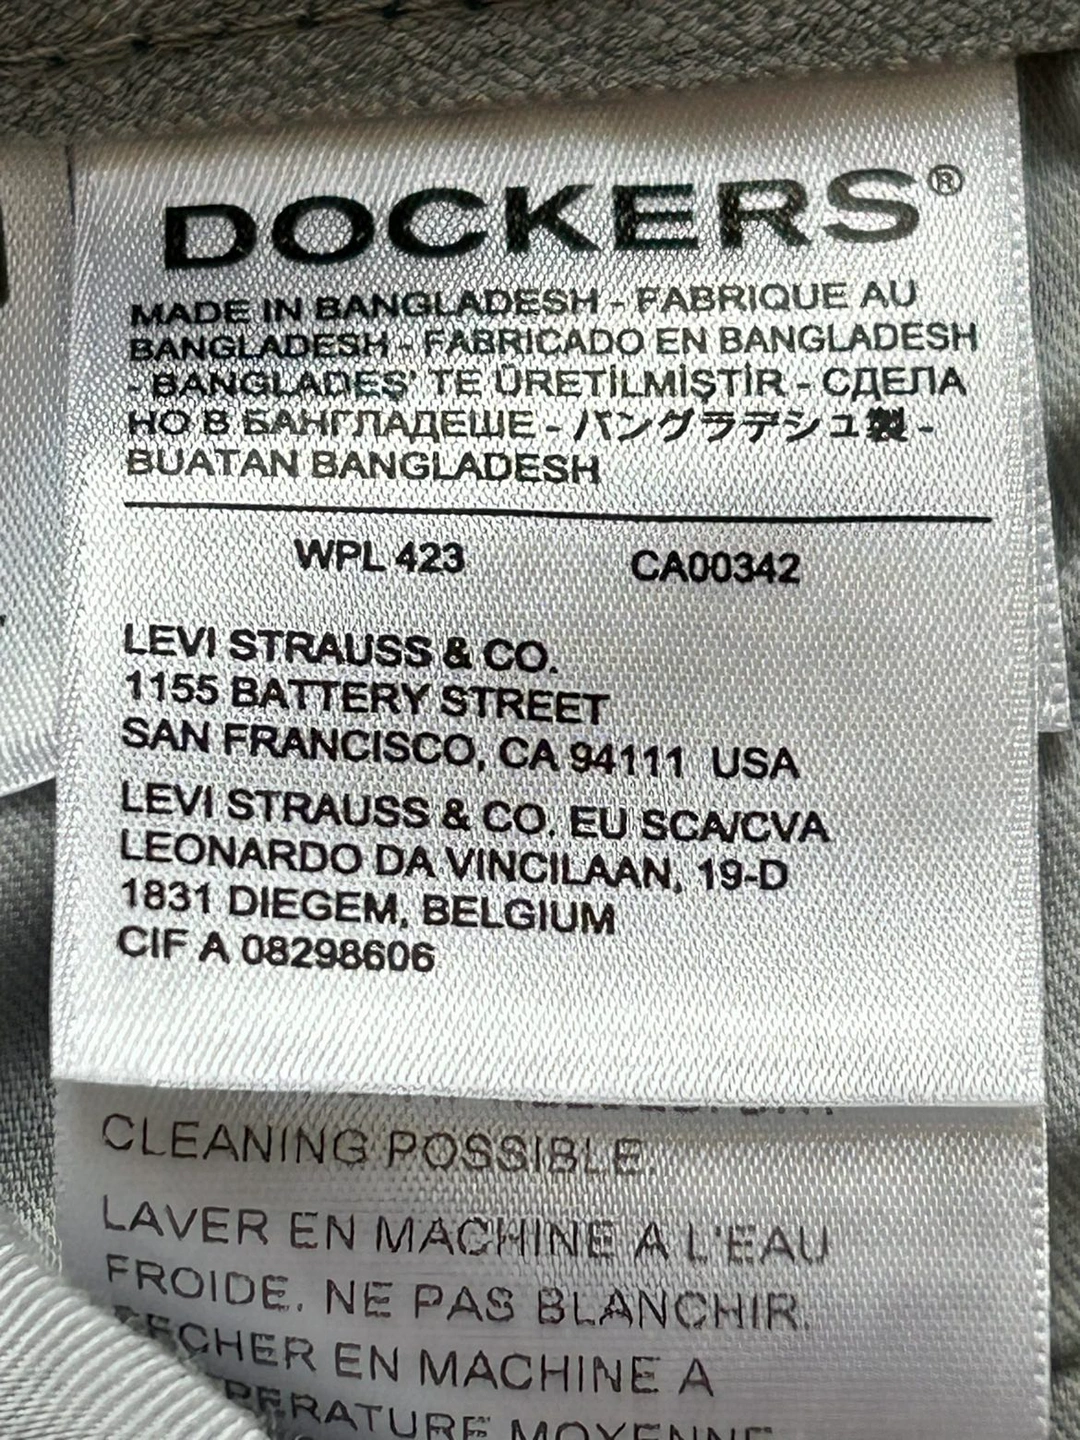 DOCKERS®
MADE IN BANGLADESH - FABRIQUE AU
BANGLADESH - FABRICADO EN BANGLADESH
- BANGLADEŞ' TE ÜRETİLMİŞTİR - СДЕЛА
НО В БАНГЛАДЕШЕ - バングラデシュ製 -
BUATAN BANGLADESH
WPL 423 CA00342
LEVI STRAUSS & CO.
1155 BATTERY STREET
SAN FRANCISCO, CA 94111 USA
LEVI STRAUSS & CO. EU SCA/CVA
LEONARDO DA VINCILAAN, 19-D
1831 DIEGEM, BELGIUM
CIF A 08298606
CLEANING POSSIBLE.
LAVER EN MACHINE A L'EAU
FROIDE. NE PAS BLANCHIR.
EN MACHINE A
MOYENNE